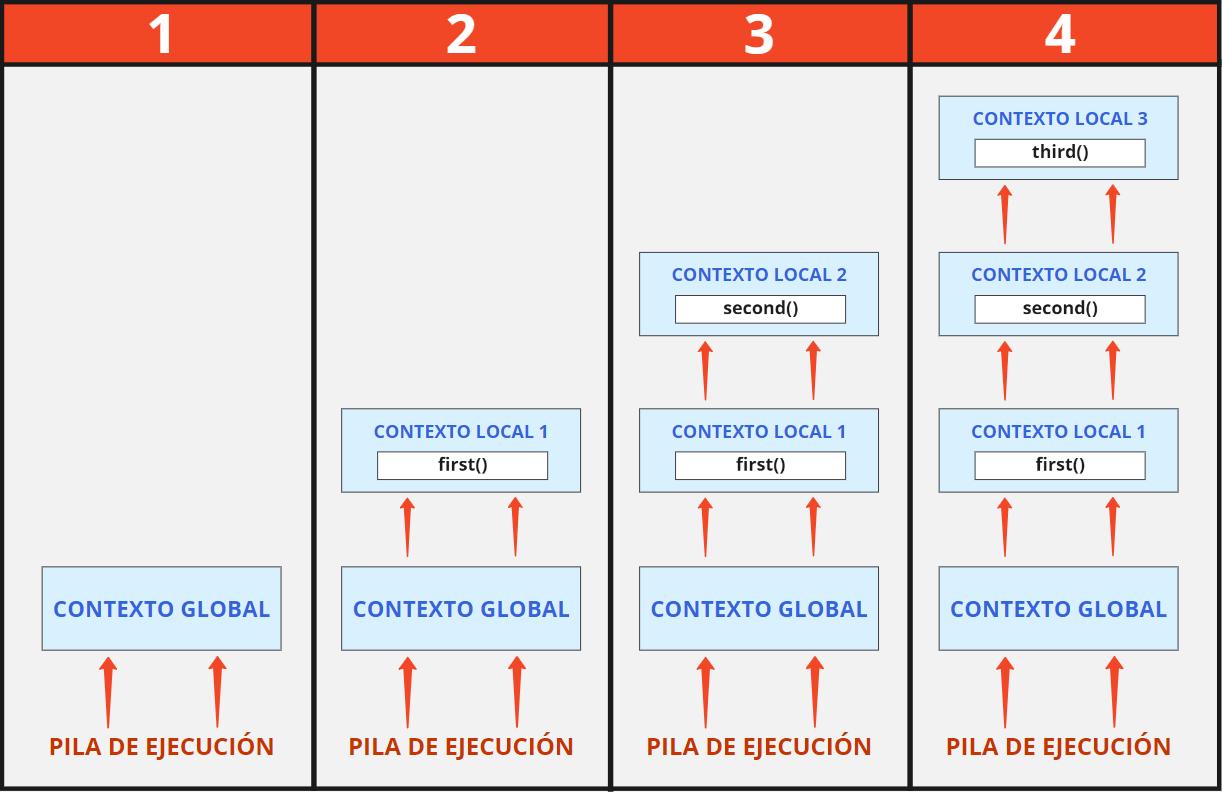 1
CONTEXTO GLOBAL
PILA DE EJECUCIÓN
2
CONTEXTO LOCAL 1
first()
CONTEXTO GLOBAL
PILA DE EJECUCIÓN
3
CONTEXTO LOCAL 2
second()
CONTEXTO LOCAL 1
first()
CONTEXTO GLOBAL
PILA DE EJECUCIÓN
4
CONTEXTO LOCAL 3
third()
CONTEXTO LOCAL 2
second()
CONTEXTO LOCAL 1
first()
CONTEXTO GLOBAL
PILA DE EJECUCIÓN